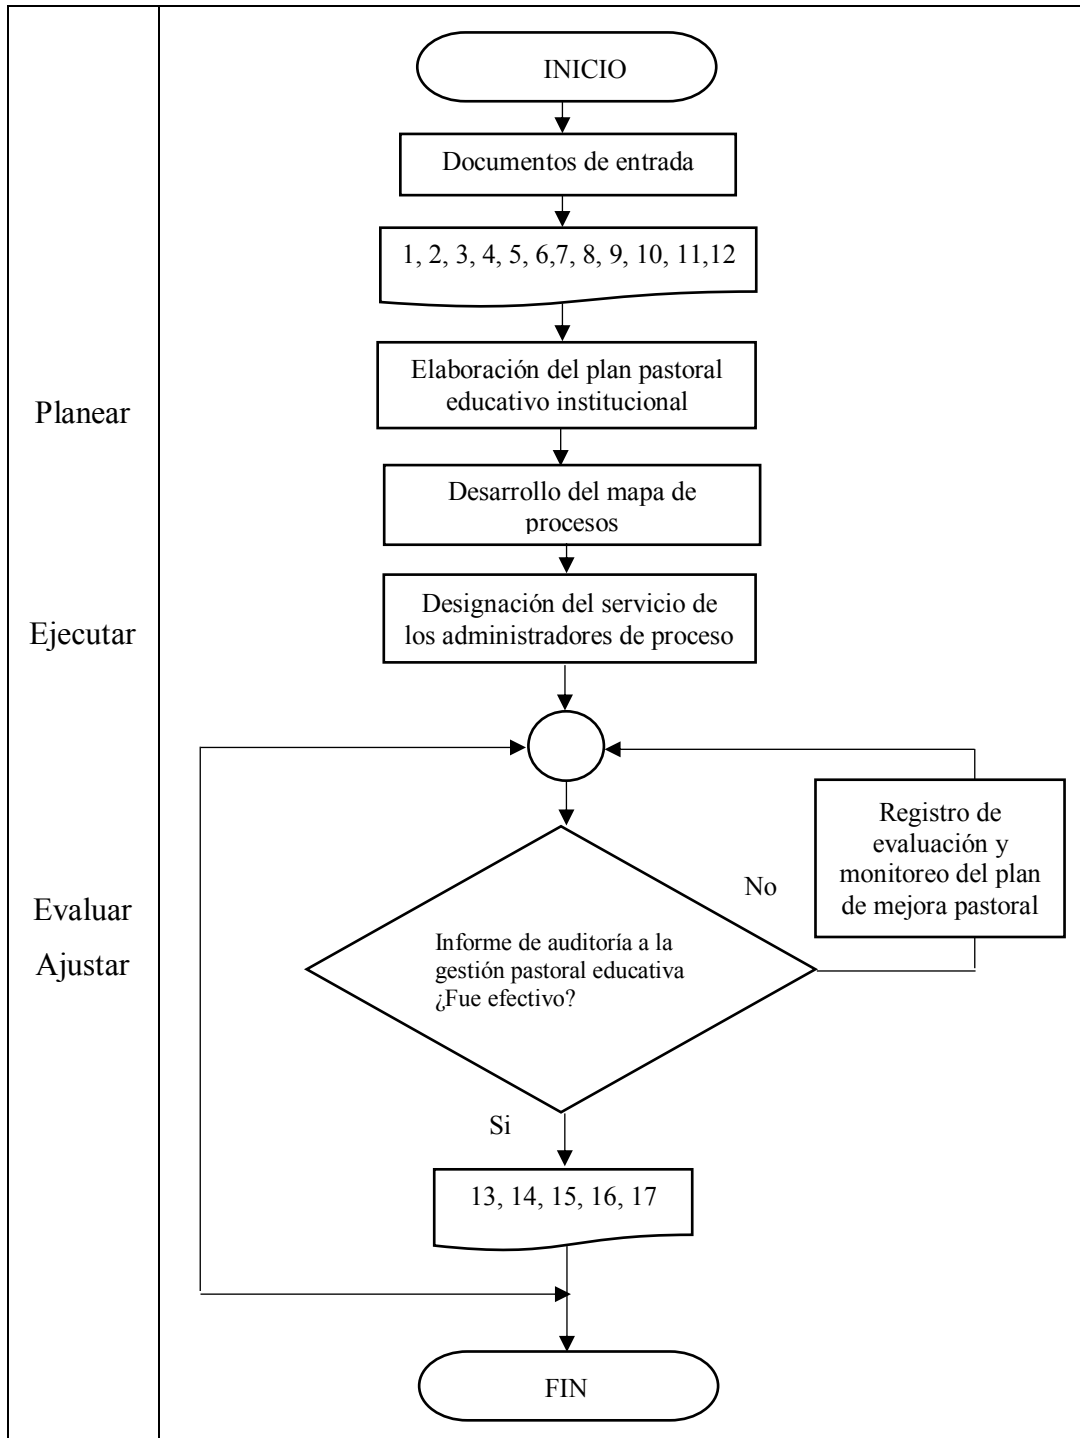 INICIO
Documentos de entrada
1, 2, 3, 4, 5, 6,7, 8, 9, 10, 11,12
Planear
Elaboración del plan pastoral
educativo institucional
Desarrollo del mapa de
procesos
Ejecutar
Designación del servicio de
los administradores de proceso
Evaluar
Ajustar
Registro de
evaluación y
monitoreo del plan
de mejora pastoral
No
Informe de auditoría a la
gestión pastoral educativa
¿Fue efectivo?
Si
13, 14, 15, 16, 17
FIN